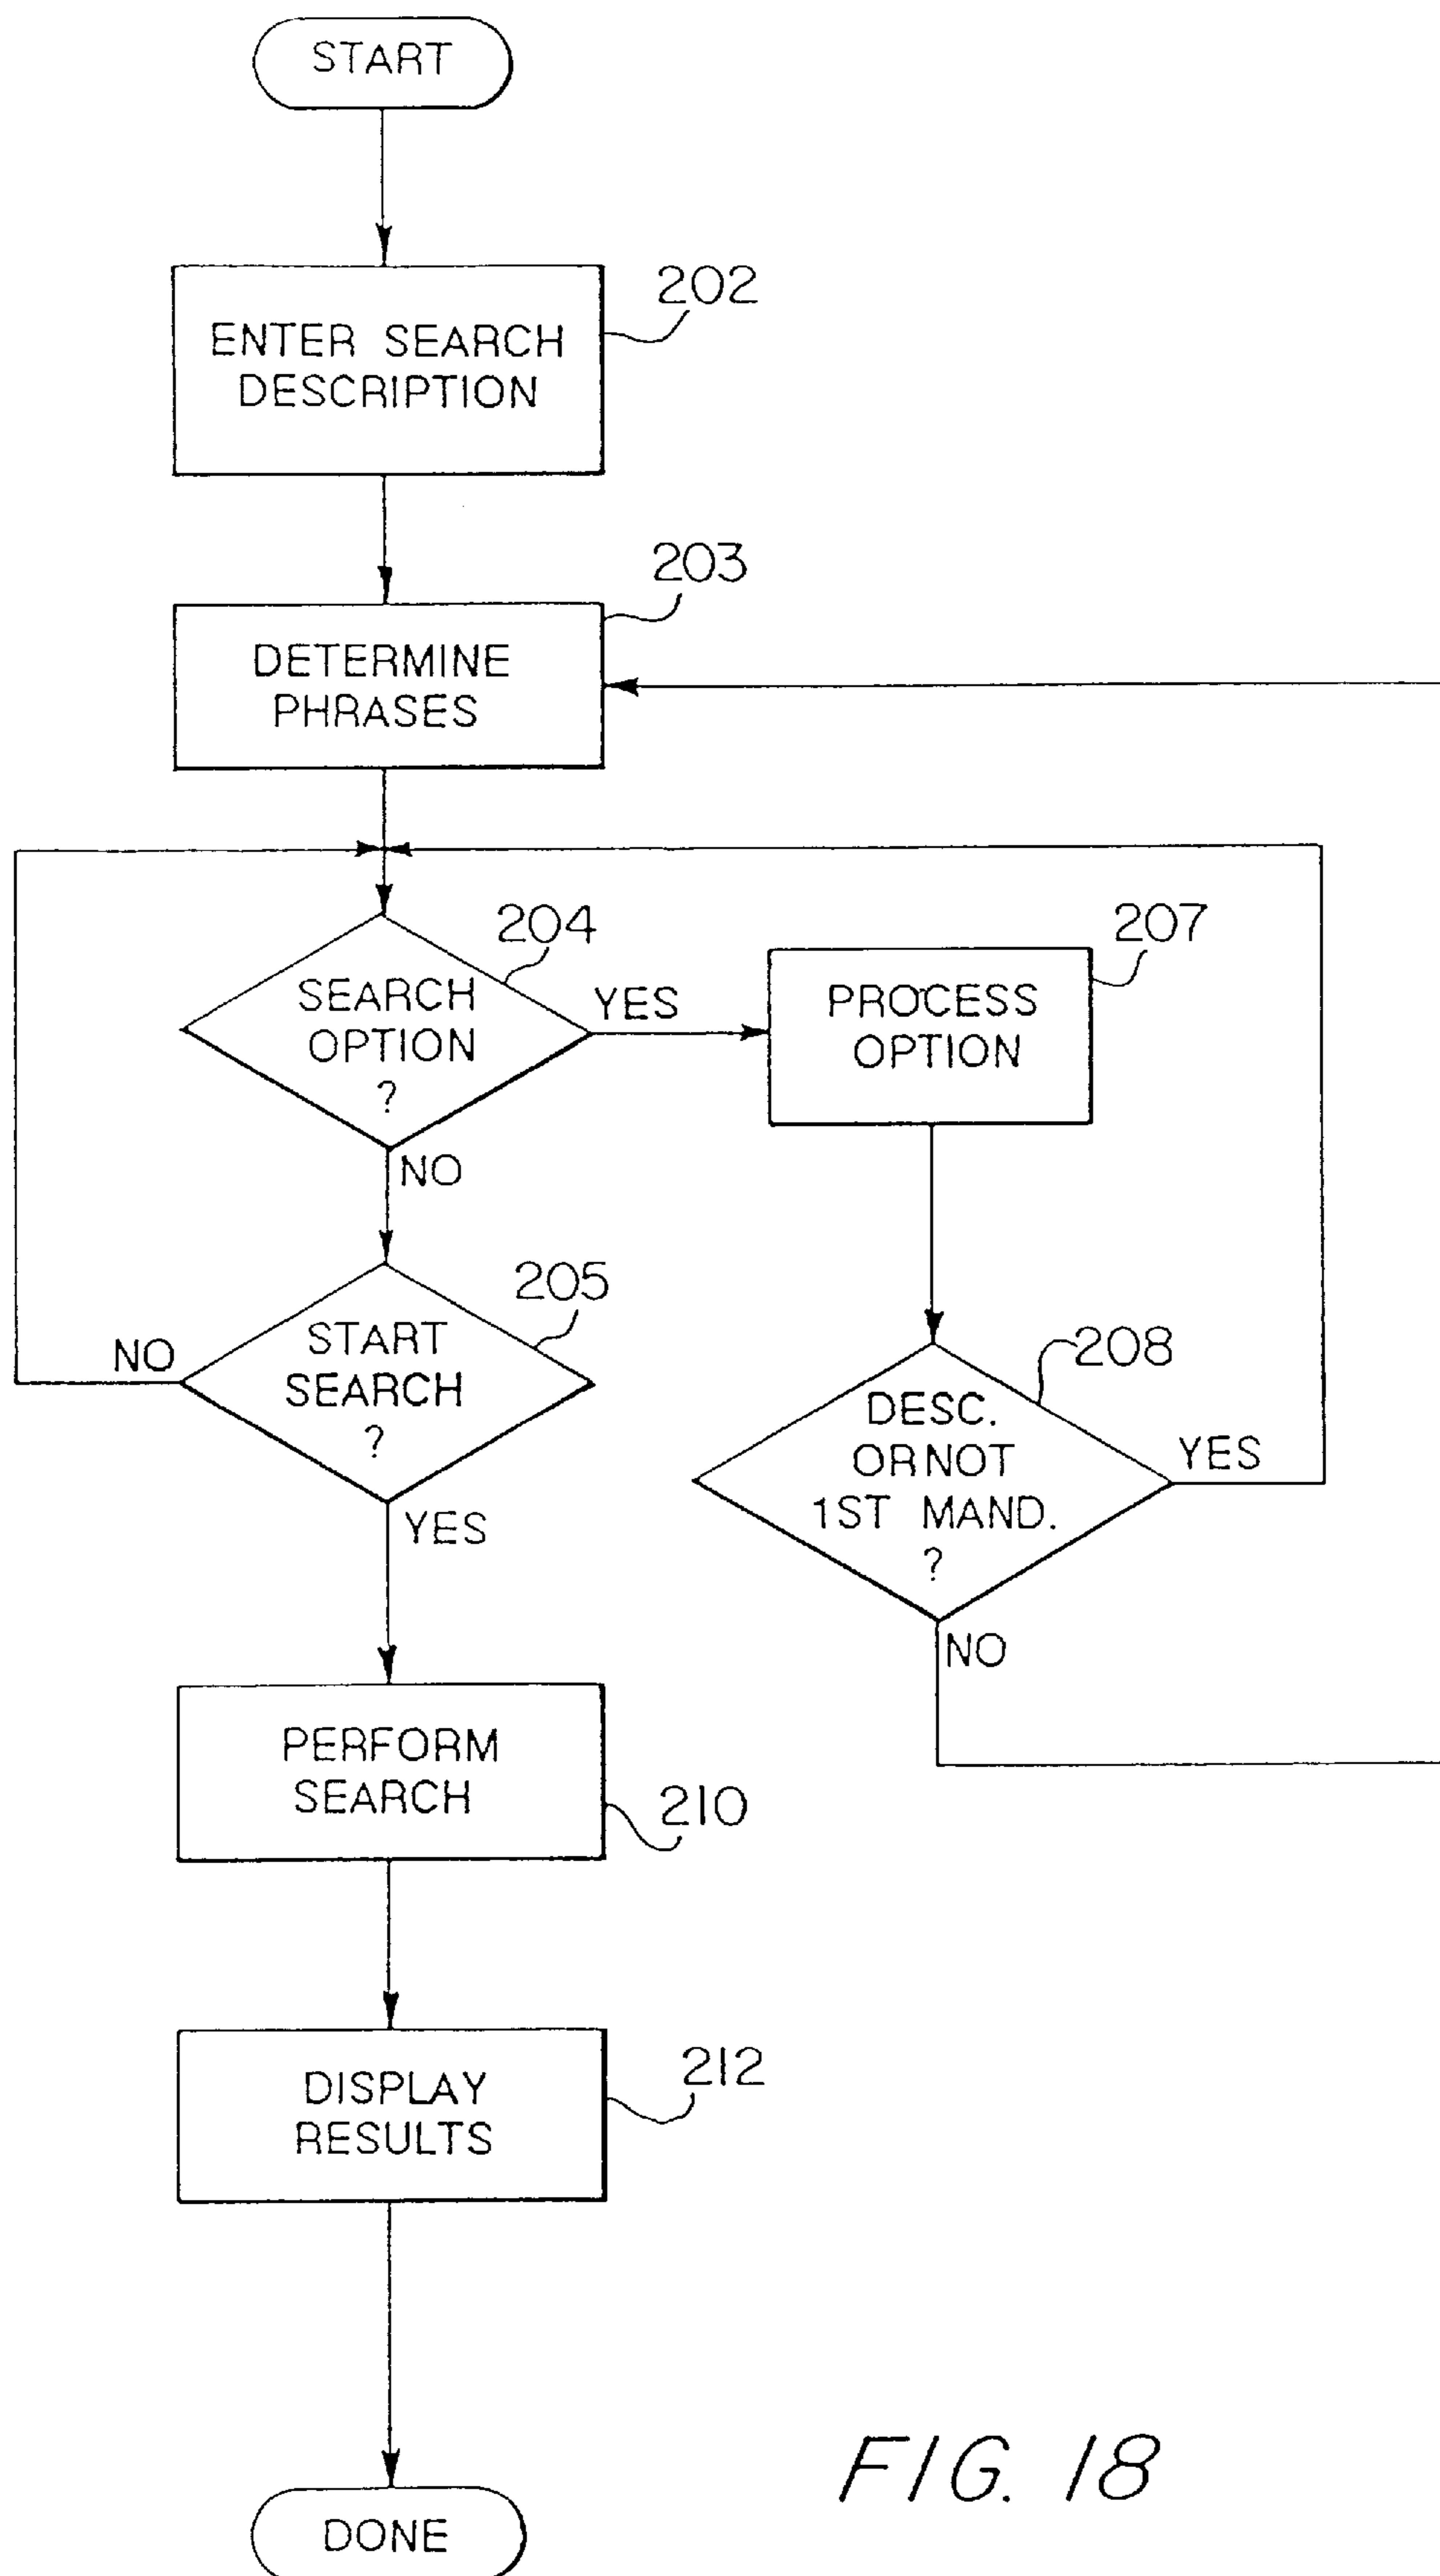 START
202
ENTER SEARCH
DESCRIPTION
203
DETERMINE
PHRASES
204
SEARCH
OPTION
?
YES
NO
207
PROCESS
OPTION
205
START
SEARCH
?
NO
YES
208
DESC.
OR NOT
1ST MAND.
?
YES
NO
PERFORM
SEARCH
210
DISPLAY
RESULTS
212
DONE
FIG. 18